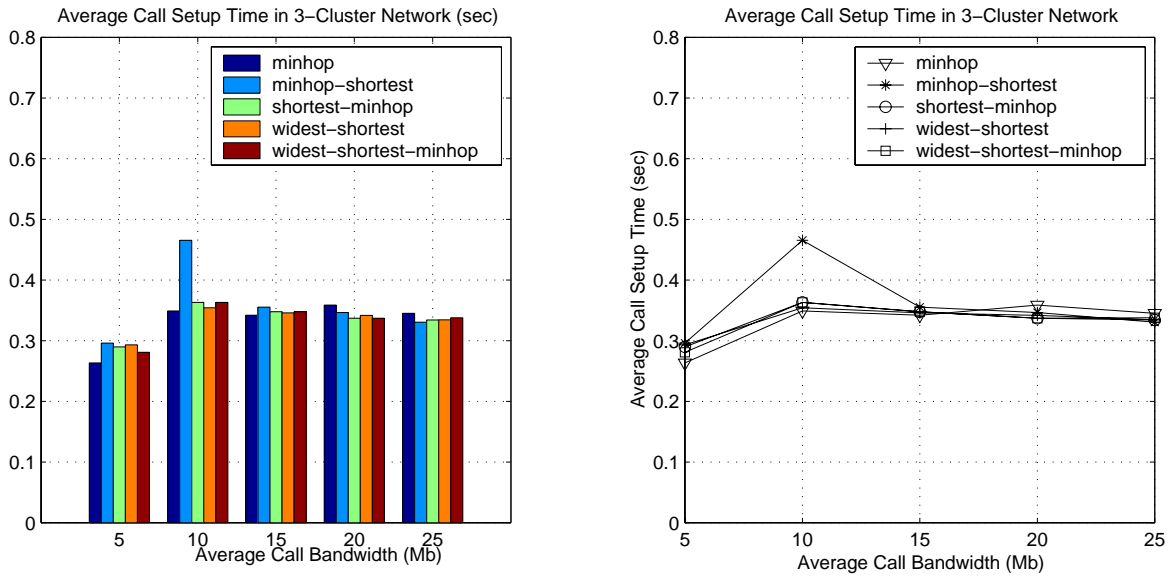 Average Call Setup Time in 3−Cluster Network (sec)
0.8
0.7
0.6
0.5
0.4
0.3
0.2
0.1
0
minhop
minhop−shortest
shortest−minhop
widest−shortest
widest−shortest−minhop
5
10
15
20
25
Average Call Bandwidth (Mb)
Average Call Setup Time in 3−Cluster Network
Average Call Setup Time (sec)
0.8
0.7
0.6
0.5
0.4
0.3
0.2
0.1
0
minhop
minhop−shortest
shortest−minhop
widest−shortest
widest−shortest−minhop
5
10
15
20
25
Average Call Bandwidth (Mb)